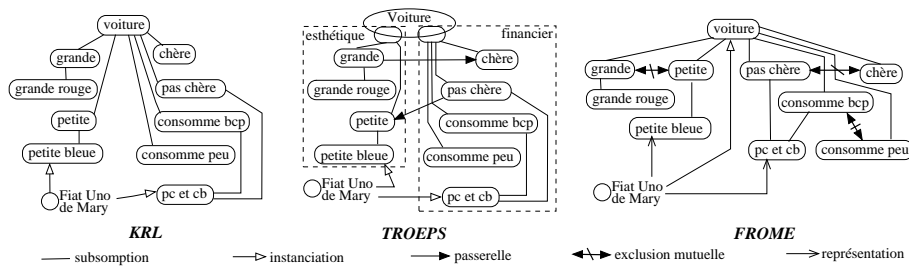 voiture
grande
chère
grande rouge
pas chère
petite
consomme bcp
petite bleue
consomme peu
Fiat Uno
de Mary
pc et cb
KRL
Voiture
esthétique
financier
grande
chère
grande rouge
pas chère
petite
consomme bcp
petite bleue
consomme peu
Fiat Uno
de Mary
pc et cb
TROEPS
voiture
grande
petite
pas chère
chère
grande rouge
consomme bcp
petite bleue
pc et cb
consomme peu
Fiat Uno
de Mary
FROME
subsomption
instanciation
passerelle
exclusion mutuelle
représentation